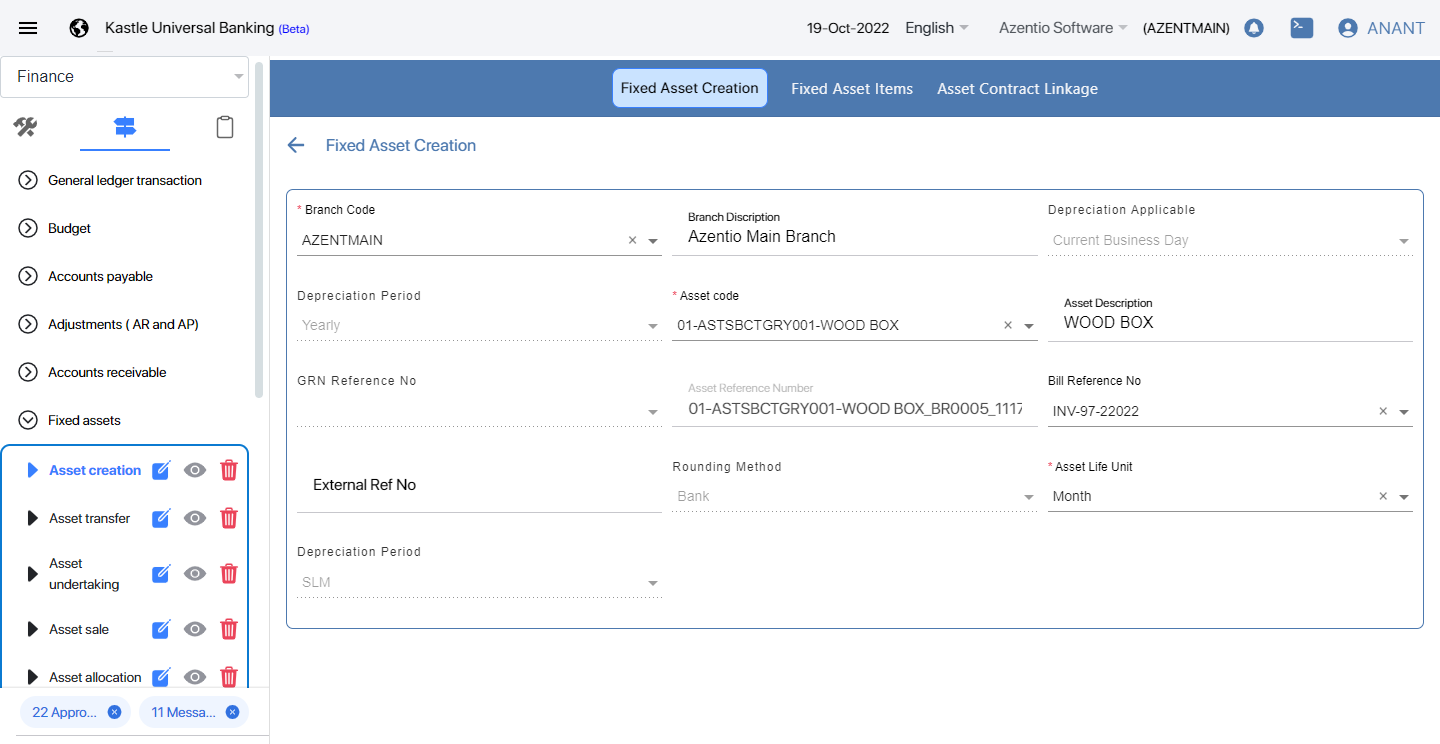 Kastle Universal Banking (Beta)
19-Oct-2022 English Azentio Software (AZENTMAIN) ANANT
Finance
General ledger transaction
Budget
Accounts payable
Adjustments ( AR and AP)
Accounts receivable
Fixed assets
Asset creation
Asset transfer
Asset
undertaking
Asset sale
Asset allocation
22 Appro... 11 Messa...
Fixed Asset Creation Fixed Asset Items Asset Contract Linkage
Fixed Asset Creation
* Branch Code
AZENTMAIN
Branch Discription
Azentio Main Branch
Depreciation Applicable
Current Business Day
Depreciation Period
Yearly
* Asset code
01-ASTSBCTGRY001-WOOD BOX
Asset Description
WOOD BOX
GRN Reference No
Asset Reference Number
01-ASTSBCTGRY001-WOOD BOX_BR0005_1117
Bill Reference No
INV-97-22022
External Ref No
Rounding Method
Bank
* Asset Life Unit
Month
Depreciation Period
SLM